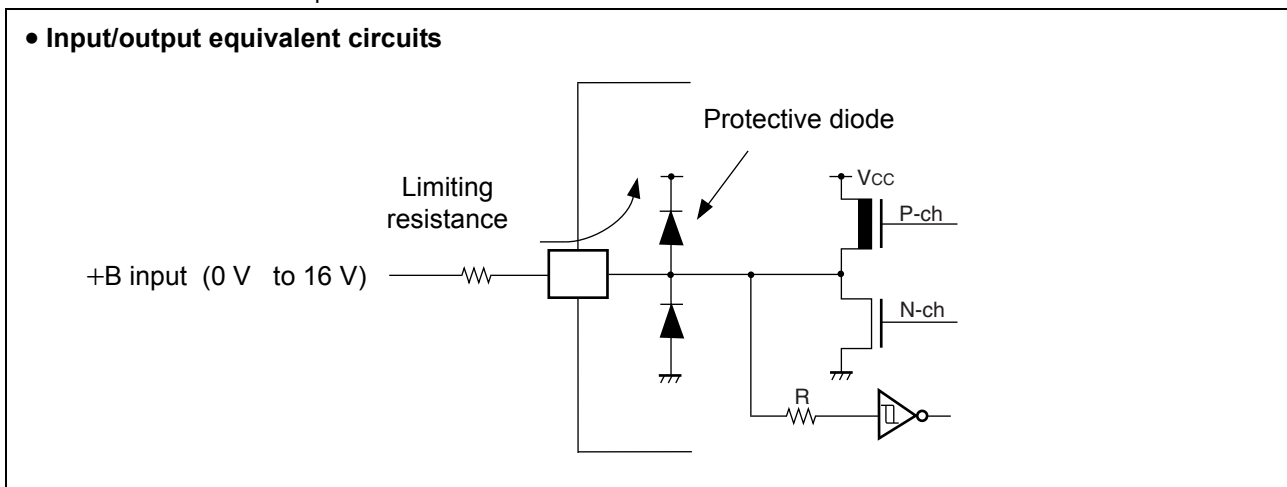 • Input/output equivalent circuits
Protective diode
Limiting
resistance
VCC
P-ch
+B input (0 V to 16 V)
N-ch
R